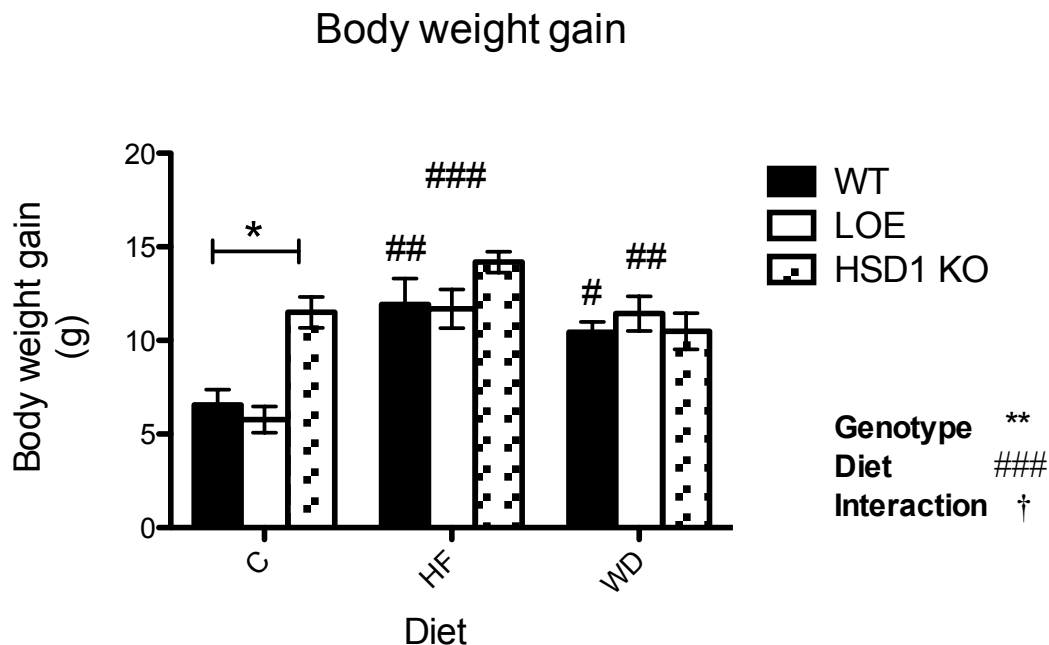 Body weight gain
Body weight gain
(g)
20
15
10
5
0
*
##
###
#
##
C
HF
WD
Diet
WT
LOE
HSD1 KO
Genotype **
Diet ###
Interaction †